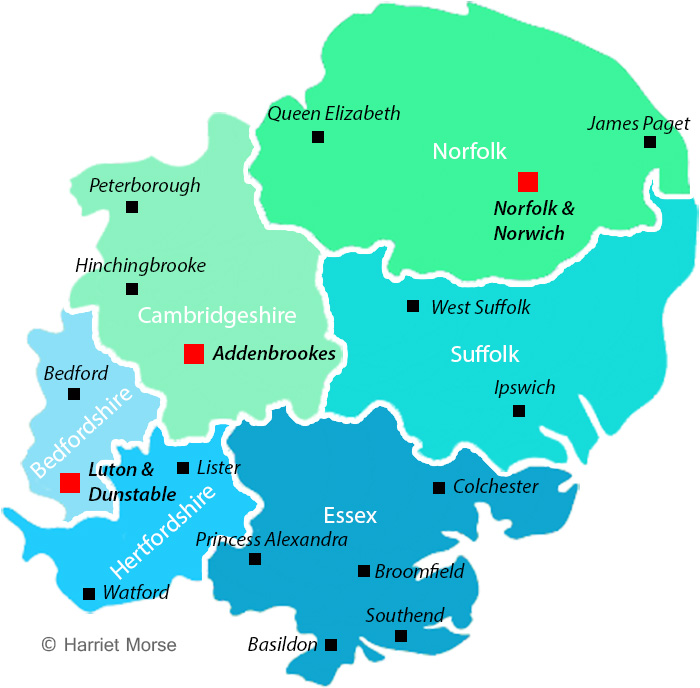 Queen Elizabeth
James Paget
Norfolk
Peterborough
Norfolk &
Norwich
Hinchingbrooke
Cambridgeshire
West Suffolk
Addenbrookes
Suffolk
Bedford
Ipswich
Bedfordshire
Luton &
Dunstable
Lister
Colchester
Hertfordshire
Essex
Princess Alexandra
Broomfield
Watford
Southend
Basildon
© Harriet Morse